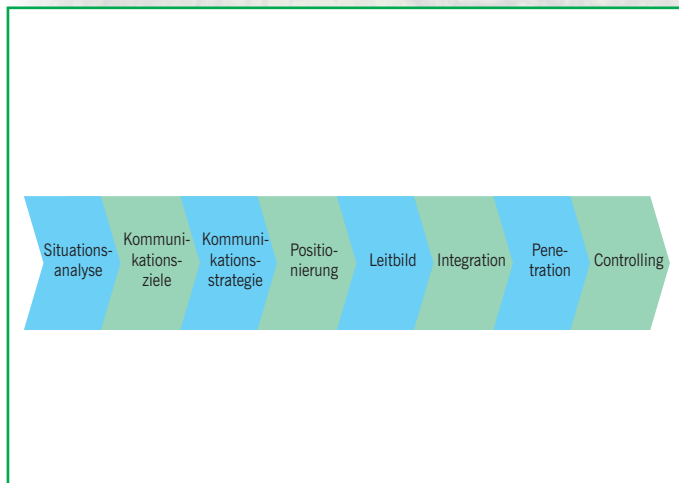 Situations-
analyse
Kommuni-
kations-
ziele
Kommuni-
kations-
strategie
Positio-
nierung
Leitbild
Integration
Pene-
tration
Controlling